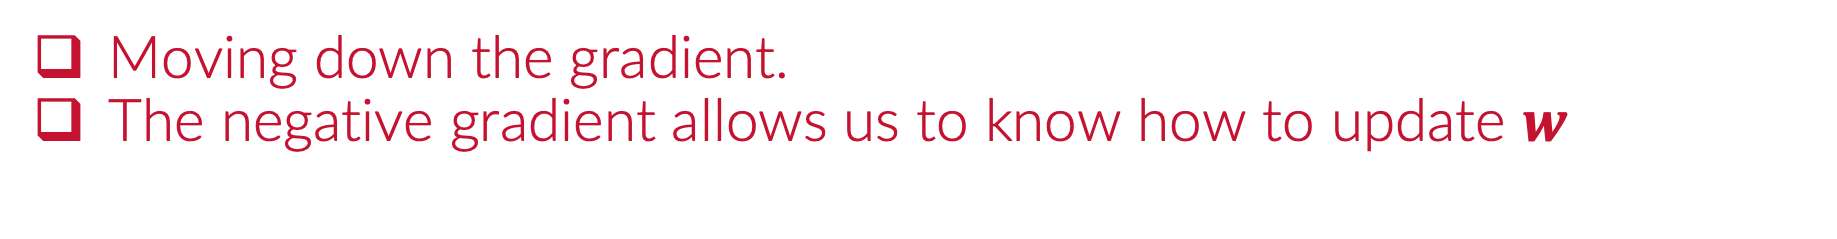 ❑ Moving down the gradient.
❑ The negative gradient allows us to know how to update w